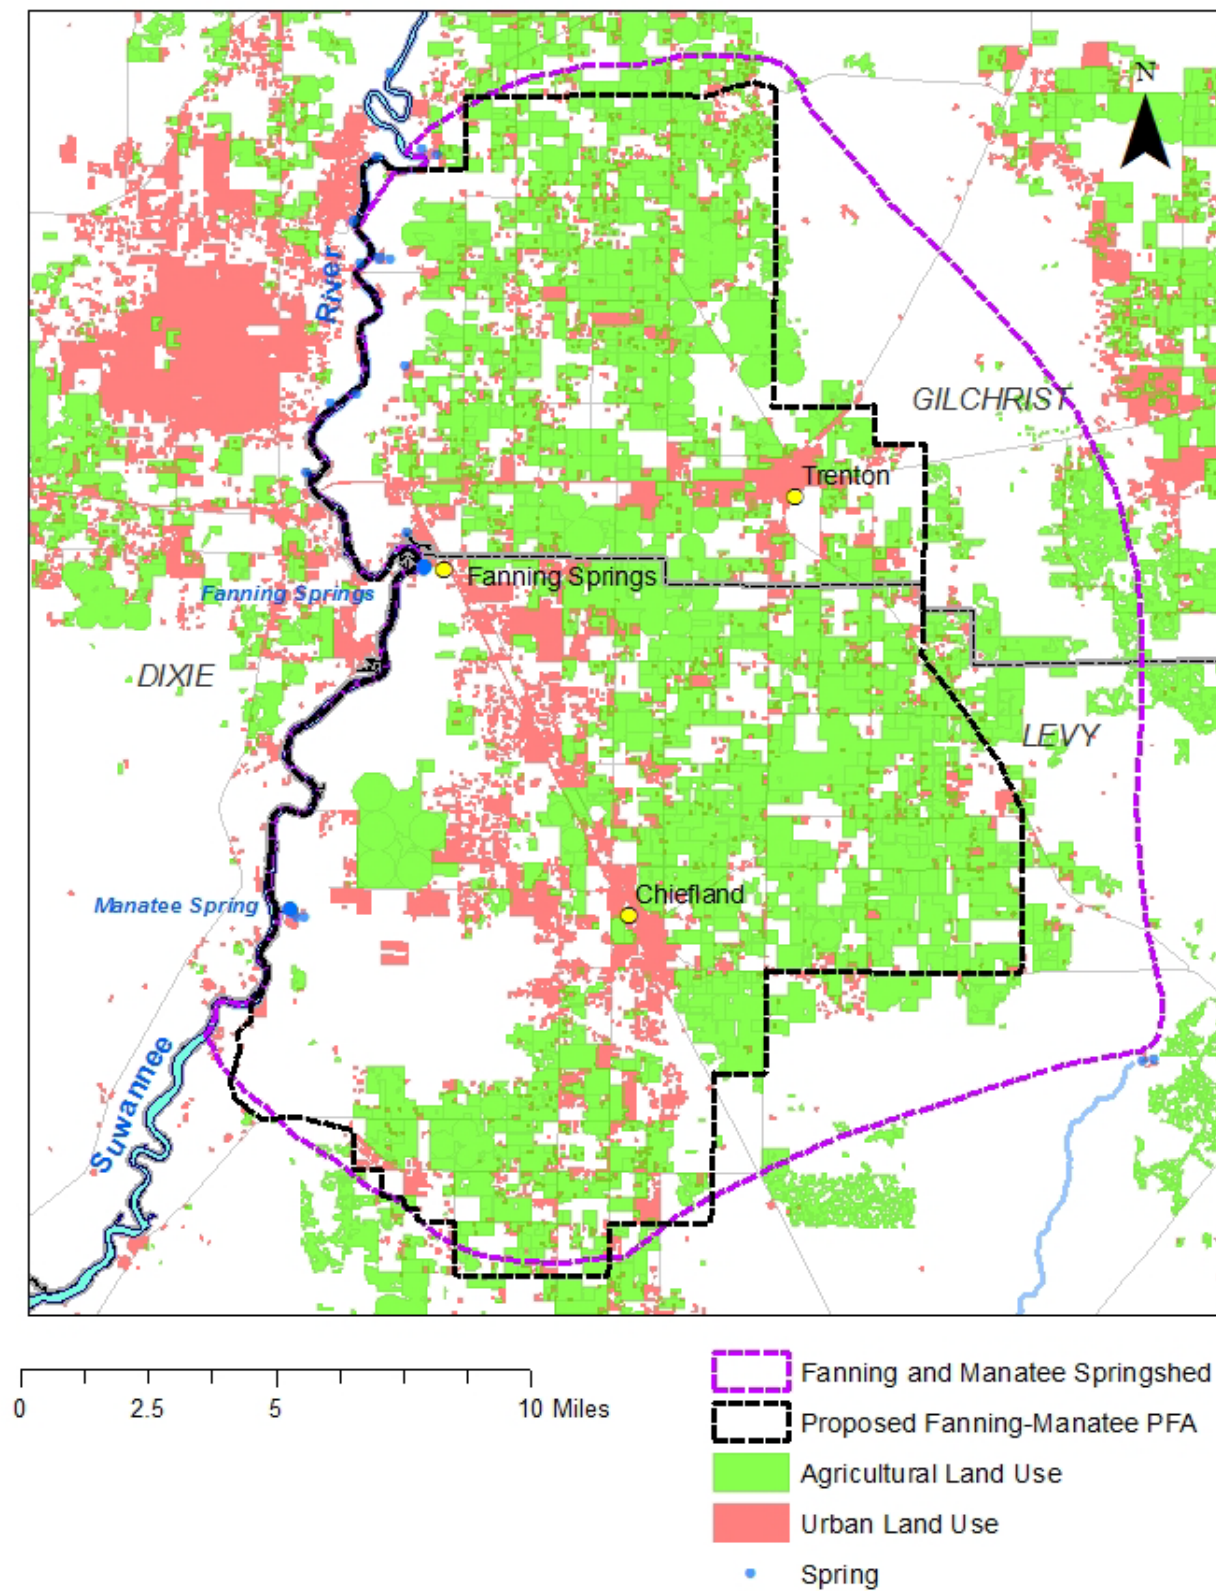 N
River
GILCHRIST
Trenton
Fanning Springs
Fanning Springs
DIXIE
LEVY
Chiefland
Manatee Spring
Suwannee
0 2.5 5 10 Miles
Fanning and Manatee Springshed
Proposed Fanning-Manatee PFA
Agricultural Land Use
Urban Land Use
Spring